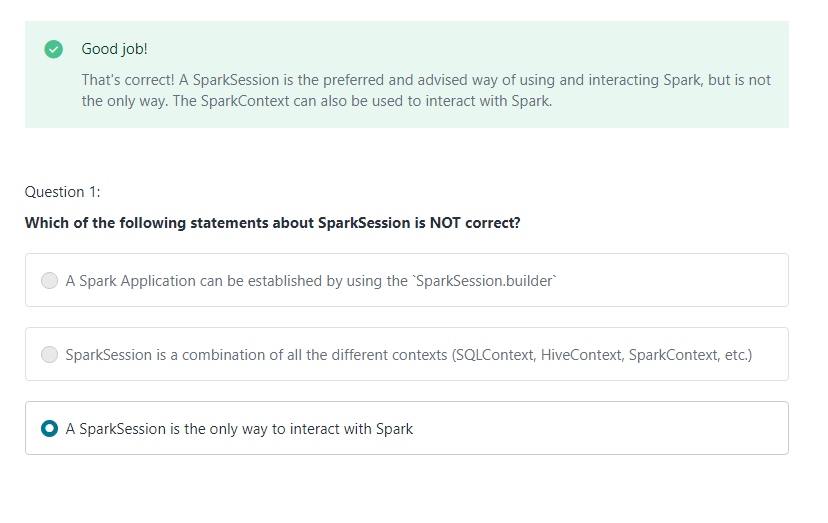 Good job!
That's correct! A SparkSession is the preferred and advised way of using and interacting Spark, but is not
the only way. The SparkContext can also be used to interact with Spark.
Question 1:
Which of the following statements about SparkSession is NOT correct?
A Spark Application can be established by using the `SparkSession.builder`
SparkSession is a combination of all the different contexts (SQLContext, HiveContext, SparkContext, etc.)
A SparkSession is the only way to interact with Spark